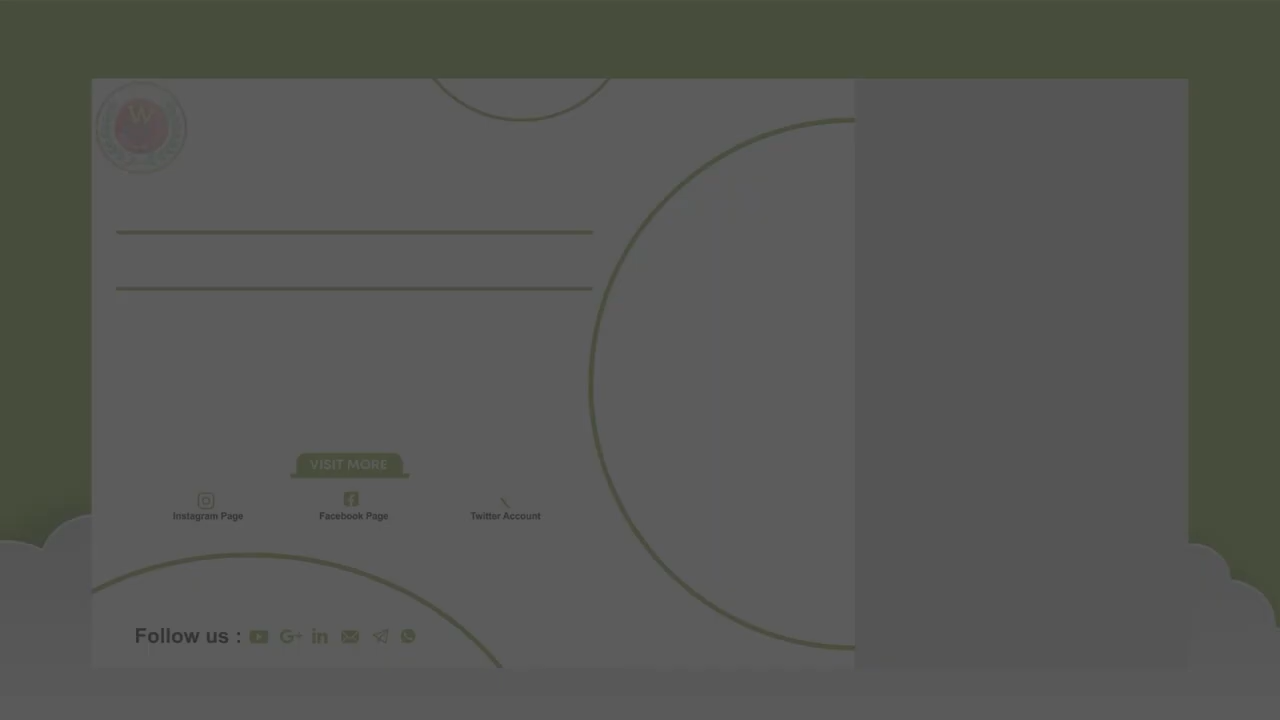 W
VISIT MORE
Instagram Page
Facebook Page
Twitter Account
Follow us :